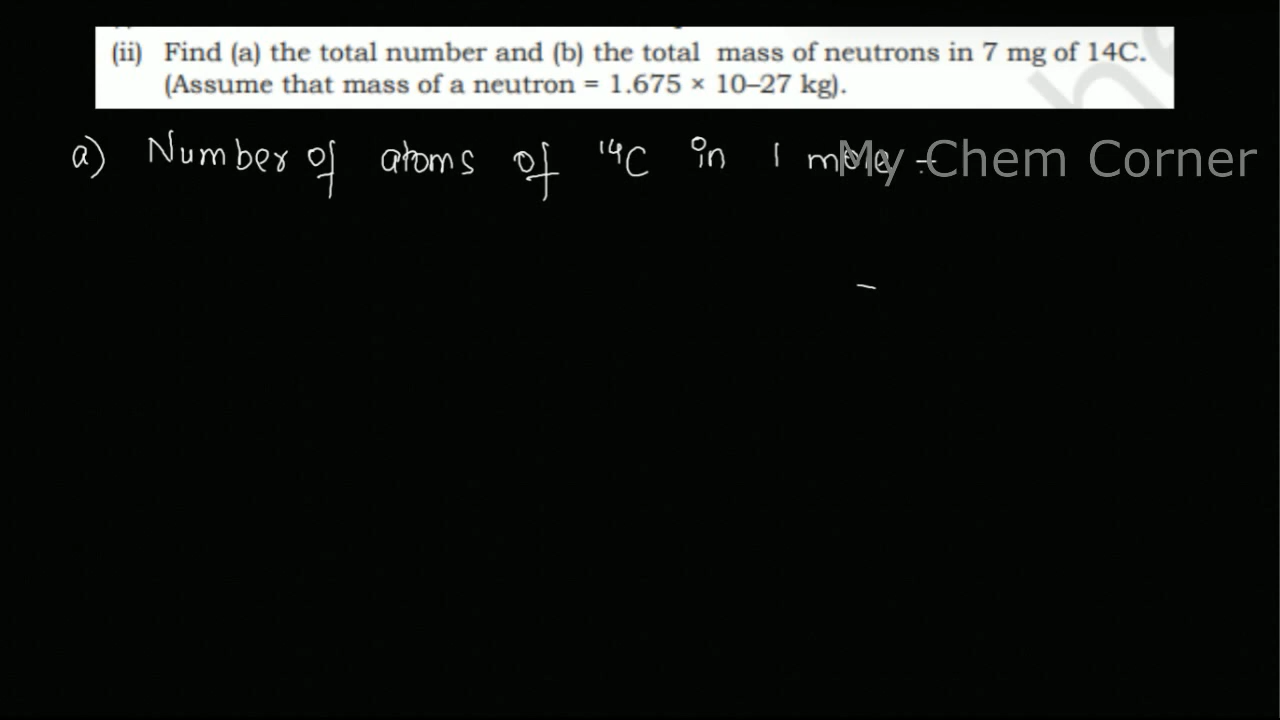 (ii) Find (a) the total number and (b) the total mass of neutrons in 7 mg of 14C.
(Assume that mass of a neutron = 1.675 × 10–27 kg).
a) Number of atoms of ¹⁴C in 1 mole =
My Chem Corner